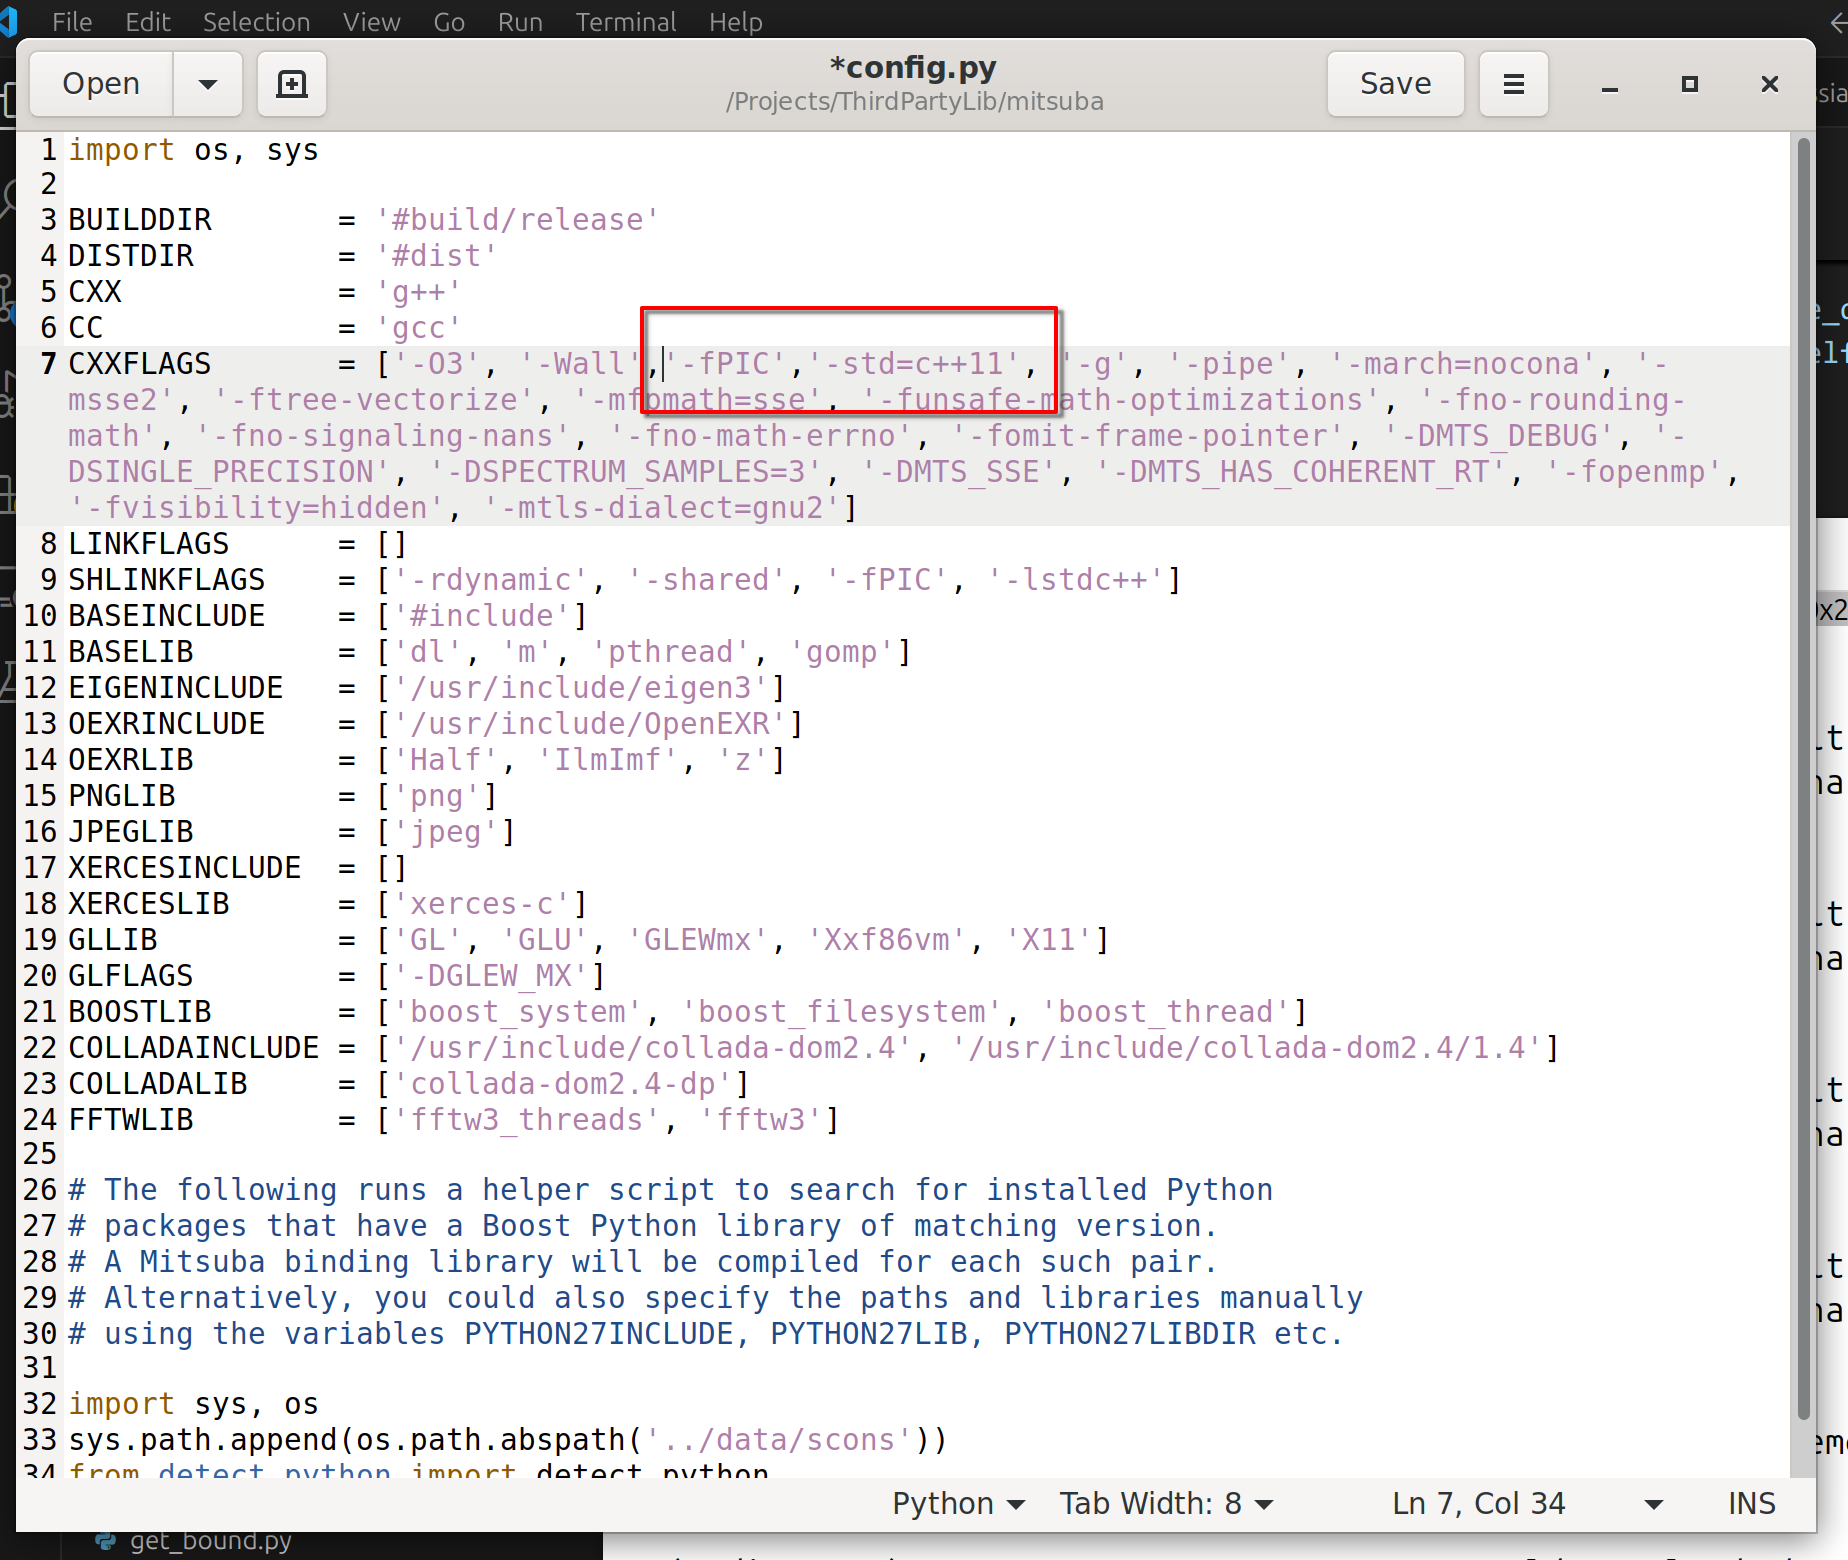 File Edit Selection View Go Run Terminal Help
Open
*config.py
/Projects/ThirdPartyLib/mitsuba
Save
1 import os, sys
2
3 BUILDDIR       = '#build/release'
4 DISTDIR        = '#dist'
5 CXX            = 'g++'
6 CC             = 'gcc'
7 CXXFLAGS       = ['-O3', '-Wall','-fPIC','-std=c++11', '-g', '-pipe', '-march=nocona', '-
msse2', '-ftree-vectorize', '-mfpmath=sse', '-funsafe-math-optimizations', '-fno-rounding-
math', '-fno-signaling-nans', '-fno-math-errno', '-fomit-frame-pointer', '-DMTS_DEBUG', '-
DSINGLE_PRECISION', '-DSPECTRUM_SAMPLES=3', '-DMTS_SSE', '-DMTS_HAS_COHERENT_RT', '-fopenmp',
'-fvisibility=hidden', '-mtls-dialect=gnu2']
8 LINKFLAGS      = []
9 SHLINKFLAGS    = ['-rdynamic', '-shared', '-fPIC', '-lstdc++']
10 BASEINCLUDE    = ['#include']
11 BASELIB        = ['dl', 'm', 'pthread', 'gomp']
12 EIGENINCLUDE   = ['/usr/include/eigen3']
13 OEXRINCLUDE    = ['/usr/include/OpenEXR']
14 OEXRLIB        = ['Half', 'IlmImf', 'z']
15 PNGLIB         = ['png']
16 JPEGLIB        = ['jpeg']
17 XERCESINCLUDE  = []
18 XERCESLIB      = ['xerces-c']
19 GLLIB          = ['GL', 'GLU', 'GLEWmx', 'Xxf86vm', 'X11']
20 GLFLAGS        = ['-DGLEW_MX']
21 BOOSTLIB       = ['boost_system', 'boost_filesystem', 'boost_thread']
22 COLLADAINCLUDE = ['/usr/include/collada-dom2.4', '/usr/include/collada-dom2.4/1.4']
23 COLLADALIB     = ['collada-dom2.4-dp']
24 FFTWLIB        = ['fftw3_threads', 'fftw3']
25
26 # The following runs a helper script to search for installed Python
27 # packages that have a Boost Python library of matching version.
28 # A Mitsuba binding library will be compiled for each such pair.
29 # Alternatively, you could also specify the paths and libraries manually
30 # using the variables PYTHON27INCLUDE, PYTHON27LIB, PYTHON27LIBDIR etc.
31
32 import sys, os
33 sys.path.append(os.path.abspath('../data/scons'))
34 from detect_python import detect_python
Python Tab Width: 8 Ln 7, Col 34 INS
get_bound.py